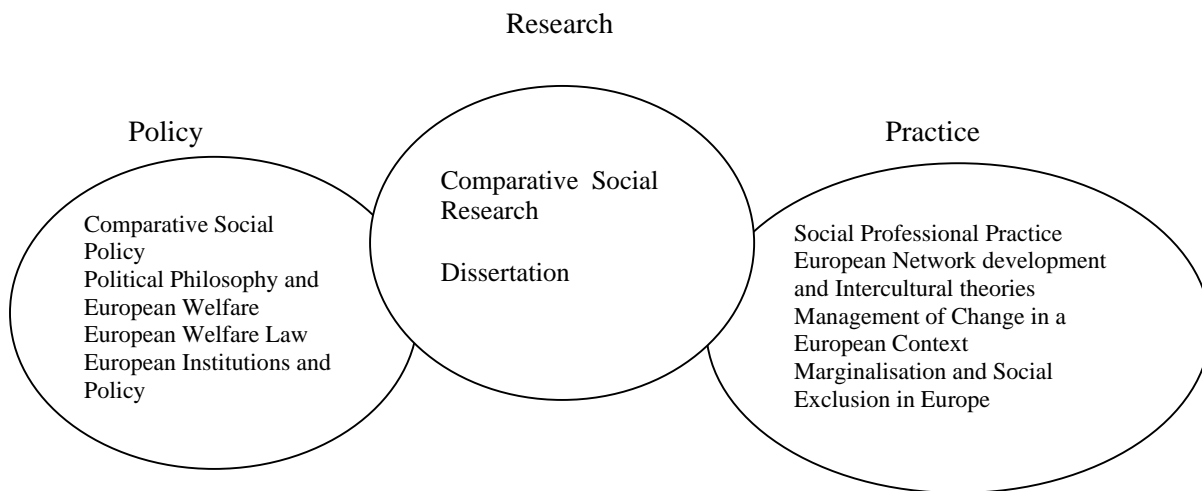 Research
Policy
Practice
Comparative Social
Policy
Political Philosophy and
European Welfare
European Welfare Law
European Institutions and
Policy
Comparative Social
Research
Dissertation
Social Professional Practice
European Network development
and Intercultural theories
Management of Change in a
European Context
Marginalisation and Social
Exclusion in Europe